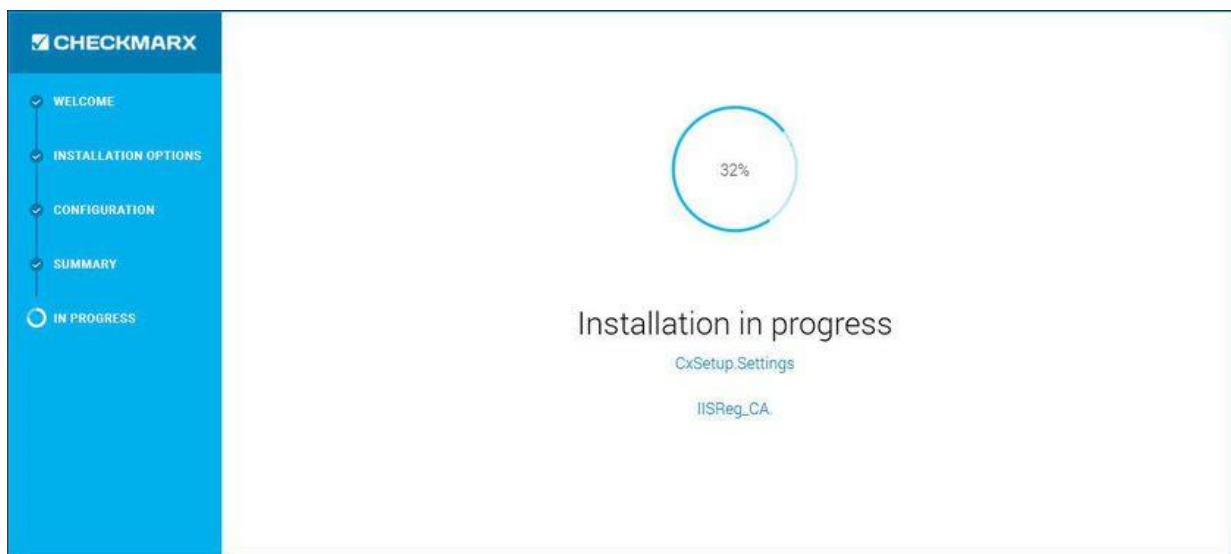 CHECKMARX
WELCOME
INSTALLATION OPTIONS
CONFIGURATION
SUMMARY
IN PROGRESS
32%
Installation in progress
CxSetup.Settings
IISReg_CA.